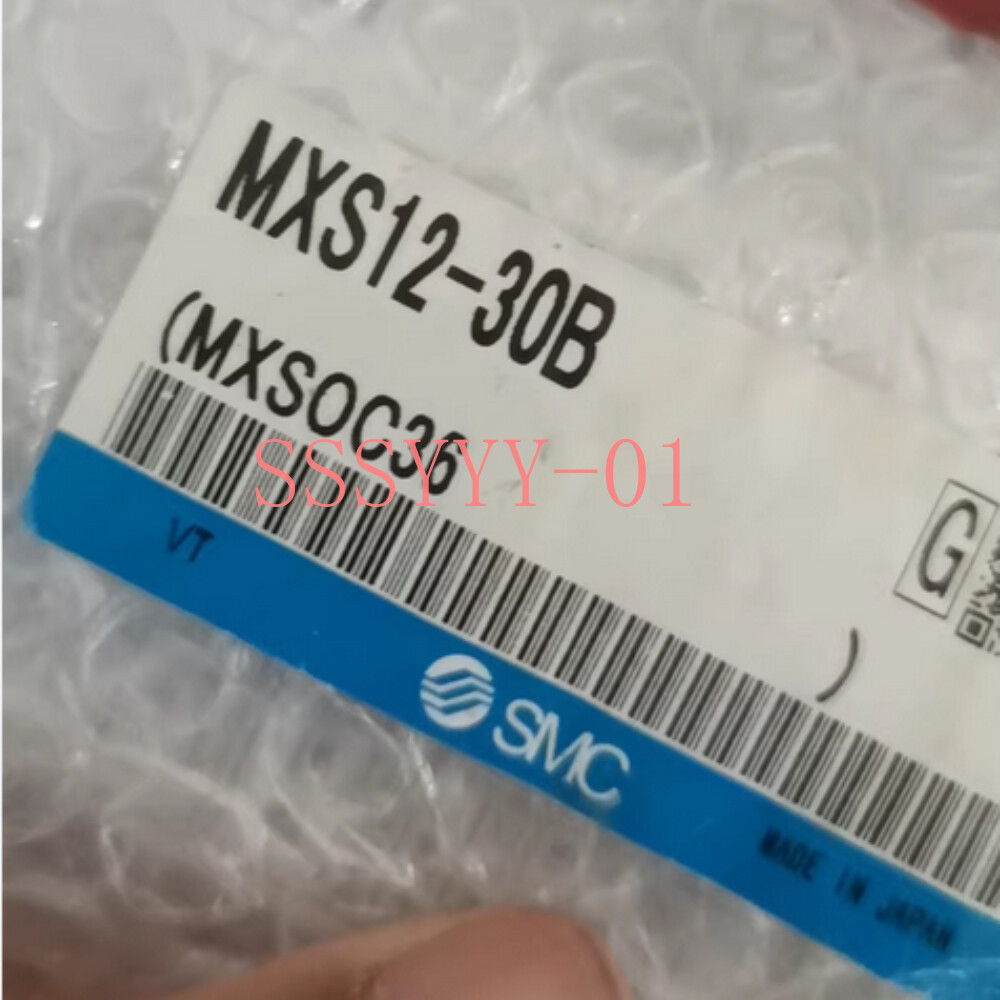 MXS12-30B
(MXSOC36
)
SSSYYY-01
G
VT
SMC
MADE IN JAPAN